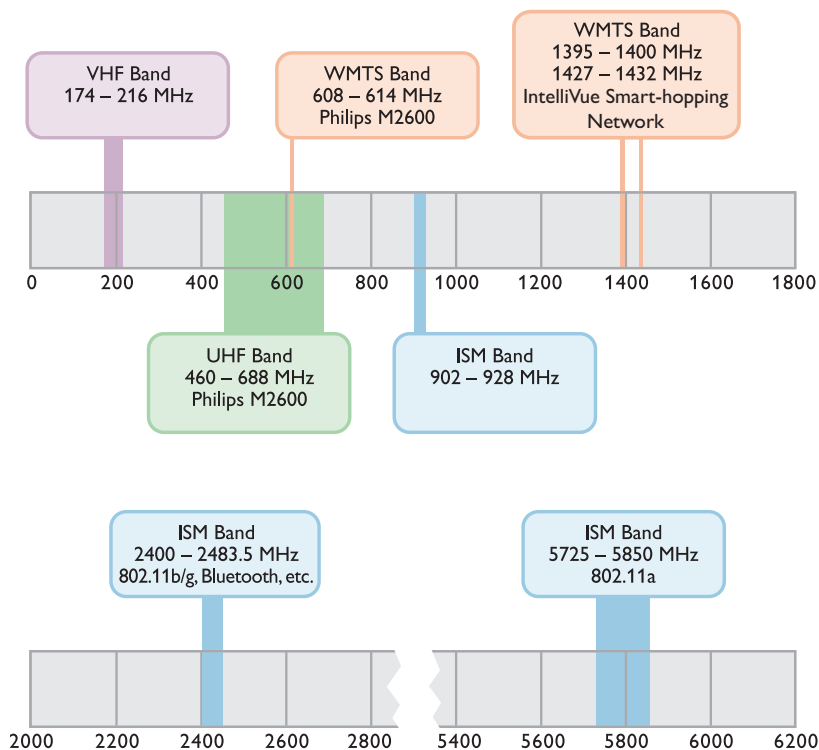 VHF Band
174 – 216 MHz
WMTS Band
608 – 614 MHz
Philips M2600
WMTS Band
1395 – 1400 MHz
1427 – 1432 MHz
IntelliVue Smart-hopping
Network
0 200 400 600 800 1000 1200 1400 1600 1800
UHF Band
460 – 688 MHz
Philips M2600
ISM Band
902 – 928 MHz
ISM Band
2400 – 2483.5 MHz
802.11b/g, Bluetooth, etc.
ISM Band
5725 – 5850 MHz
802.11a
2000 2200 2400 2600 2800 5400 5600 5800 6000 6200